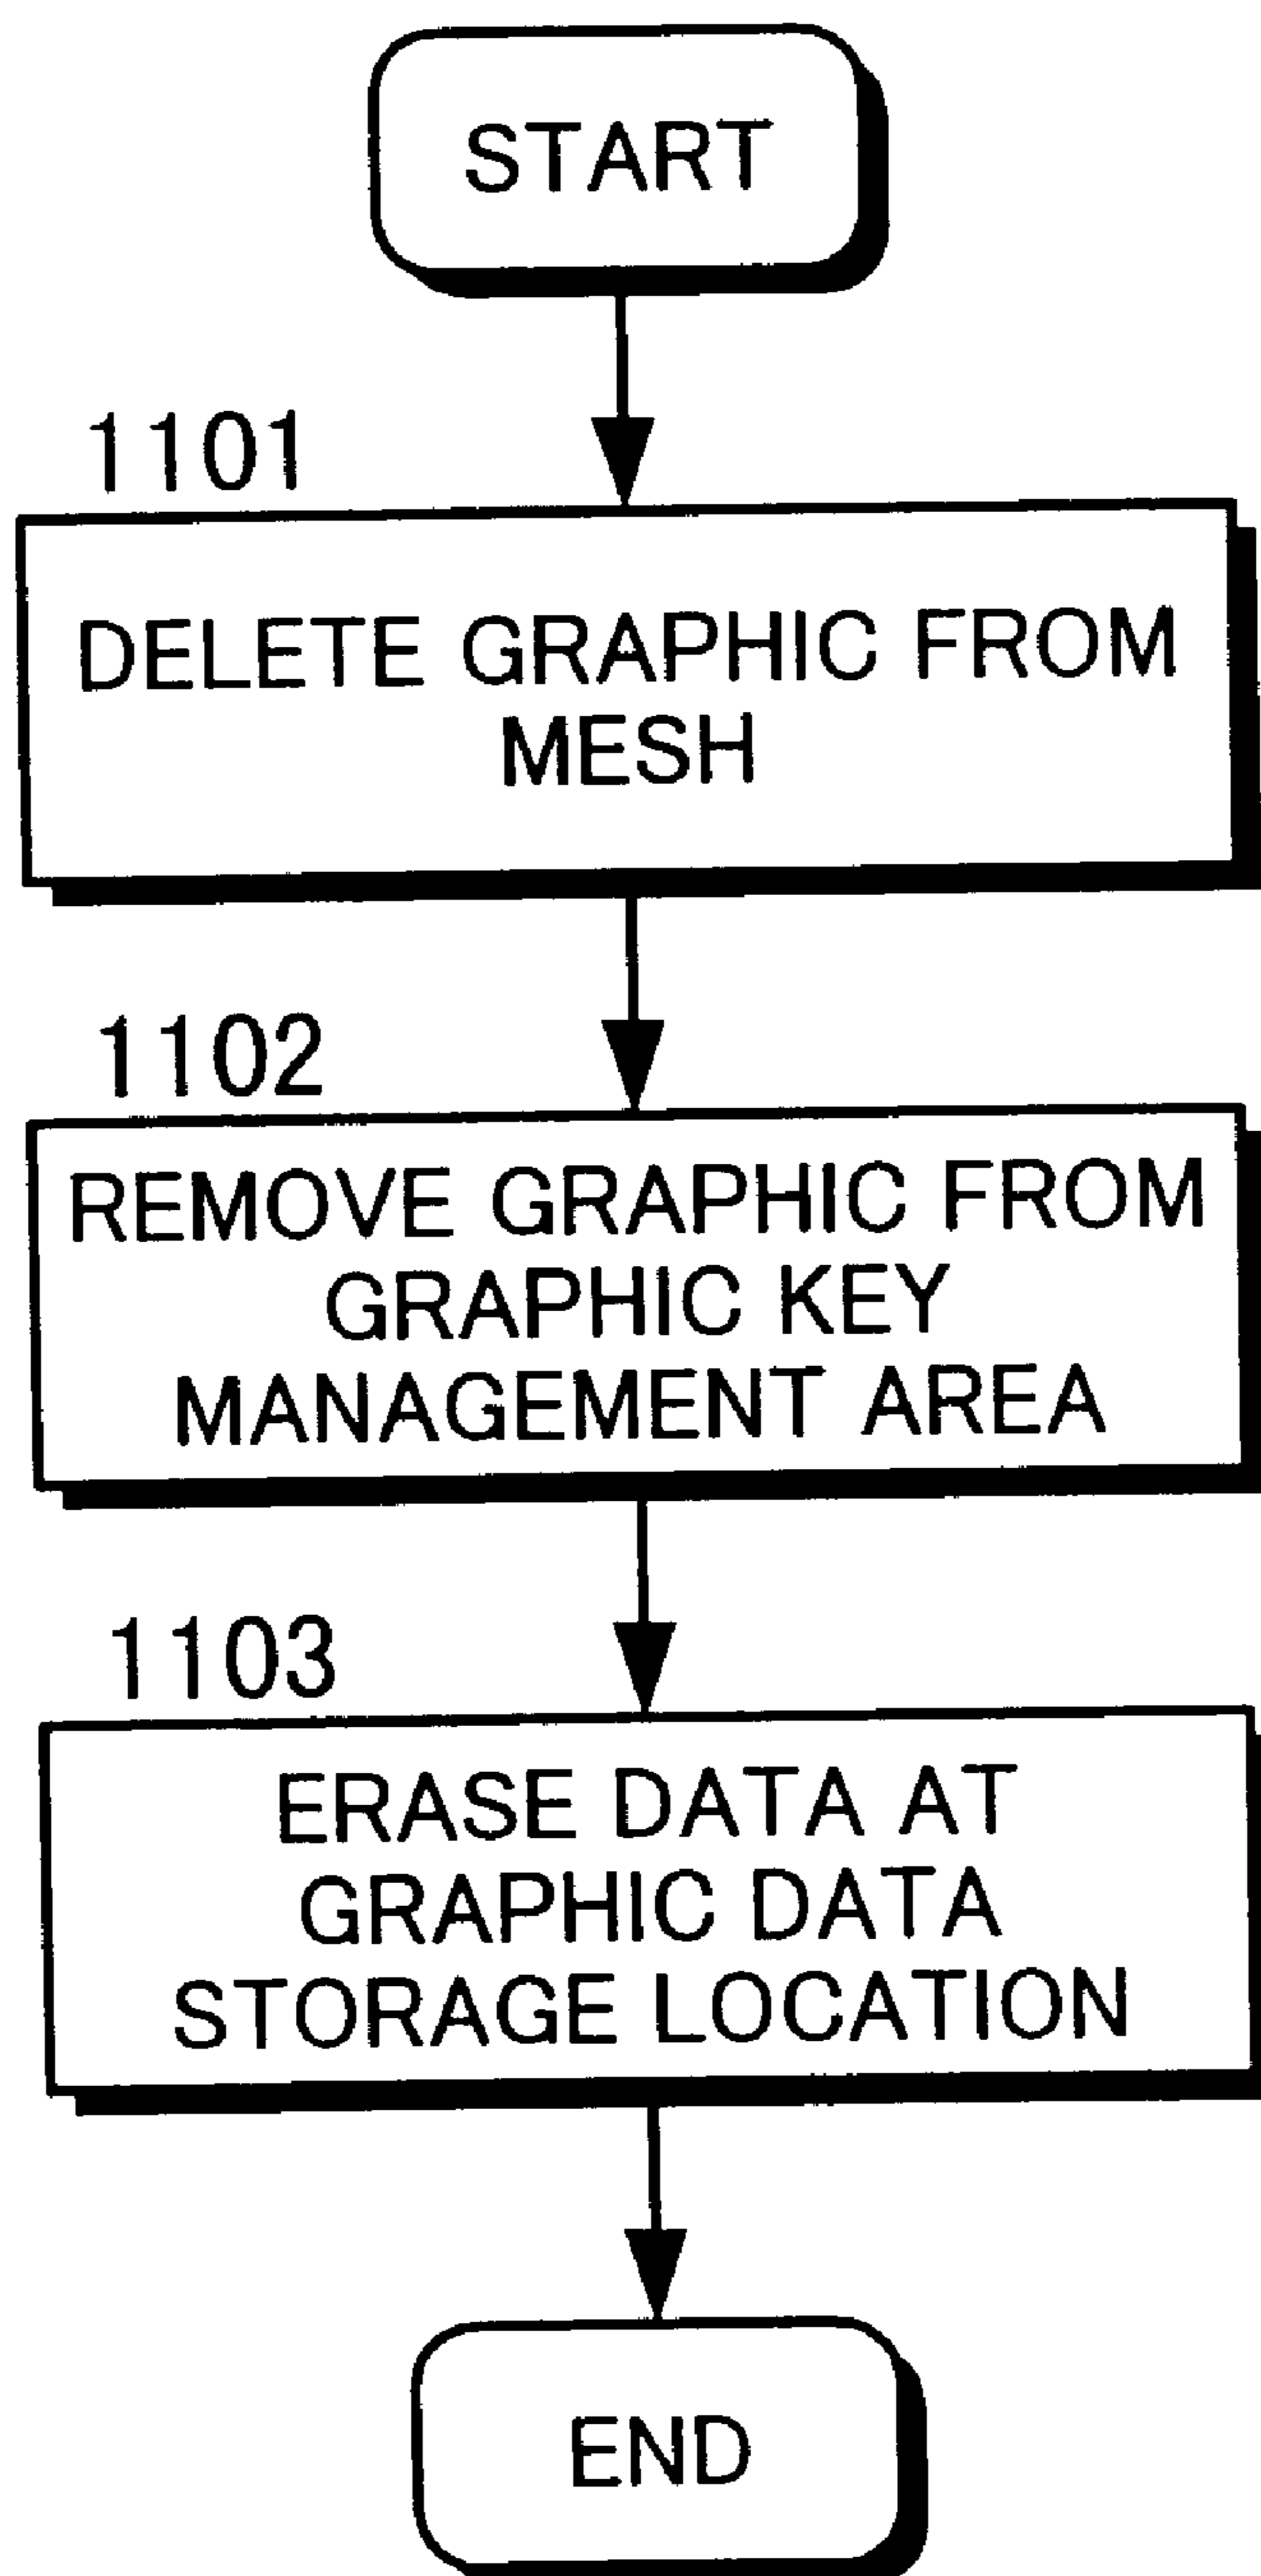 START
1101
DELETE GRAPHIC FROM
MESH
1102
REMOVE GRAPHIC FROM
GRAPHIC KEY
MANAGEMENT AREA
1103
ERASE DATA AT
GRAPHIC DATA
STORAGE LOCATION
END